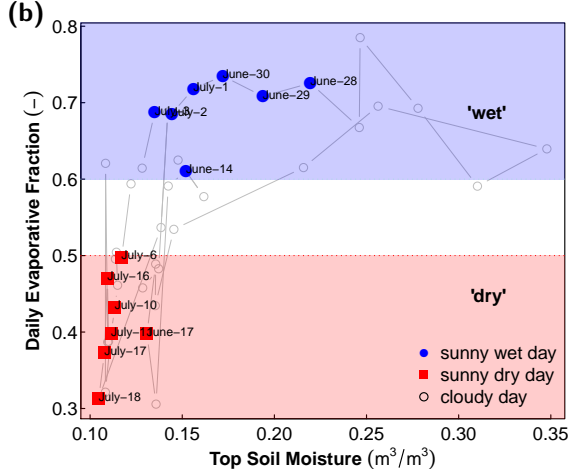 (b)
0.8
0.7
0.6
0.5
0.4
0.3
Daily Evaporative Fraction (−)
June−30
July−1
June−28
June−29
July−3
July−2
'wet'
June−14
July−6
July−16
'dry'
July−10
June−17
July−17
July−18
sunny wet day
sunny dry day
cloudy day
0.10 0.15 0.20 0.25 0.30 0.35
Top Soil Moisture (m³/m³)